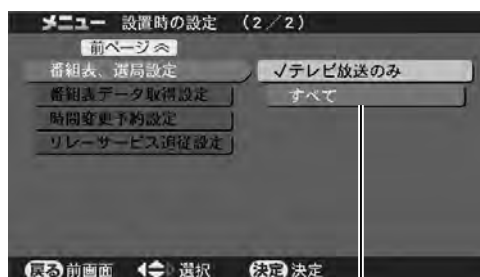 メニュー 設置時の設定 (2/2)
前ページ
番組表、選局設定
✓テレビ放送のみ
番組表データ取得設定
すべて
時間変更予約設定
リレーサービス追従設定
戻る 前画面 選択 決定 決定